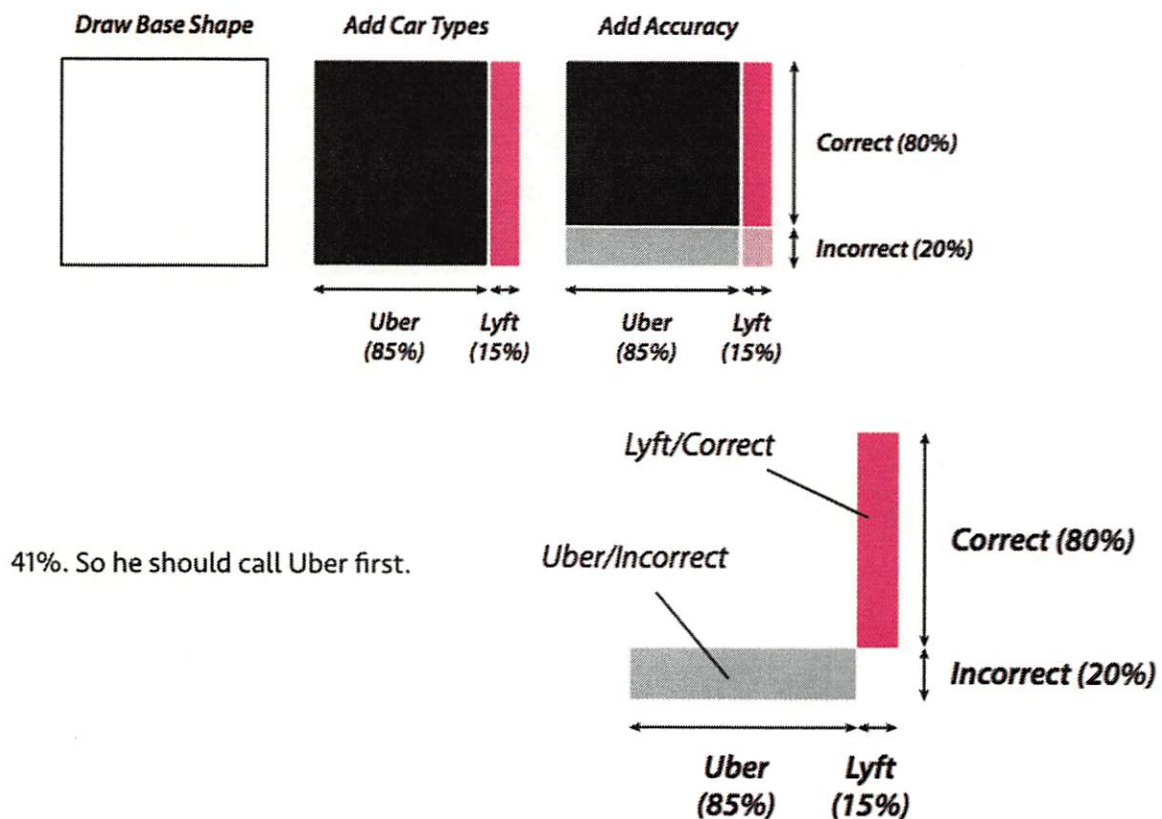 Draw Base Shape
Add Car Types
Add Accuracy
Correct (80%)
Incorrect (20%)
Uber
(85%)
Lyft
(15%)
Uber
(85%)
Lyft
(15%)
Lyft/Correct
Correct (80%)
41%. So he should call Uber first.
Uber/Incorrect
Incorrect (20%)
Uber
(85%)
Lyft
(15%)